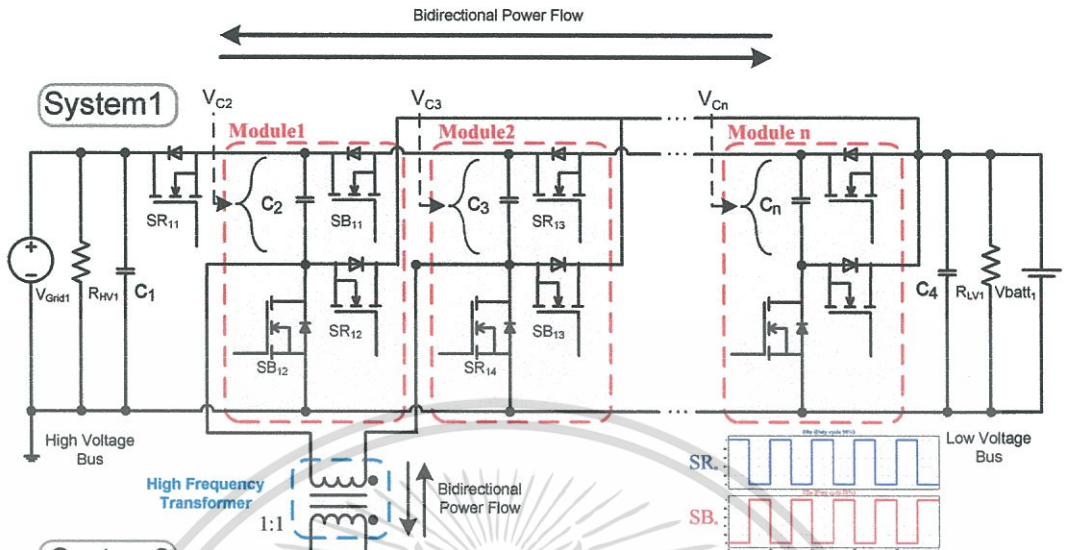 Bidirectional Power Flow
System1
VC2
VC3
VCn
Module1
Module2
Module n
SR11
C2
SB11
C3
SR13
Cn
+
−
VGrid1
RHV1
C1
SR12
SB12
SB13
SR14
C4
RLV1
Vbatt1
High Voltage
Bus
Low Voltage
Bus
High Frequency
Transformer
1:1
Bidirectional
Power Flow
SR.
SB.